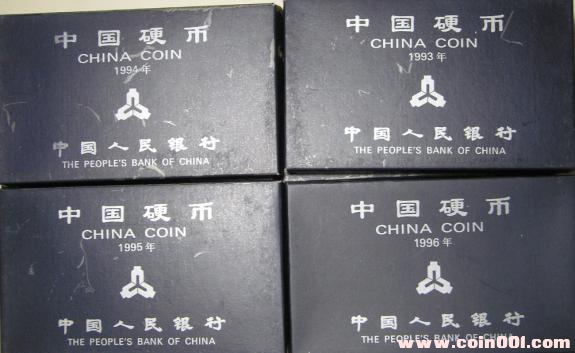 中国硬币
CHINA COIN
1994年
中国人民银行
THE PEOPLE'S BANK OF CHINA
中国硬币
CHINA COIN
1993年
中国人民银行
THE PEOPLE'S BANK OF CHINA
中国硬币
CHINA COIN
1995年
中国人民银行
THE PEOPLE'S BANK OF CHINA
中国硬币
CHINA COIN
1996年
中国人民银行
THE PEOPLE'S BANK OF CHINA
www.coin001.com